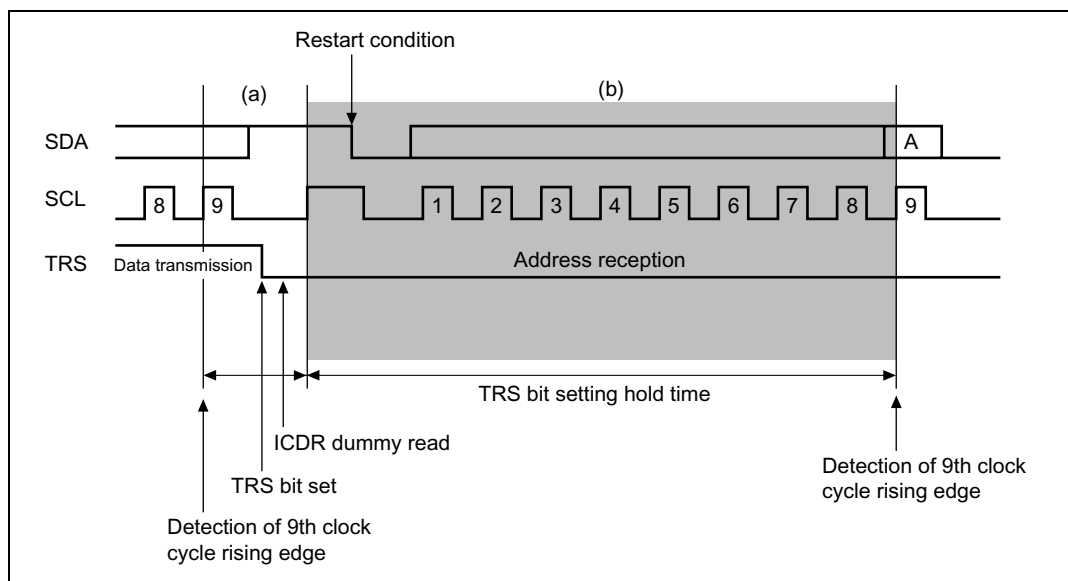 Restart condition
(a)
(b)
SDA
A
SCL
8
9
1
2
3
4
5
6
7
8
9
TRS
Data transmission
Address reception
TRS bit setting hold time
ICDR dummy read
TRS bit set
Detection of 9th clock
cycle rising edge
Detection of 9th clock
cycle rising edge